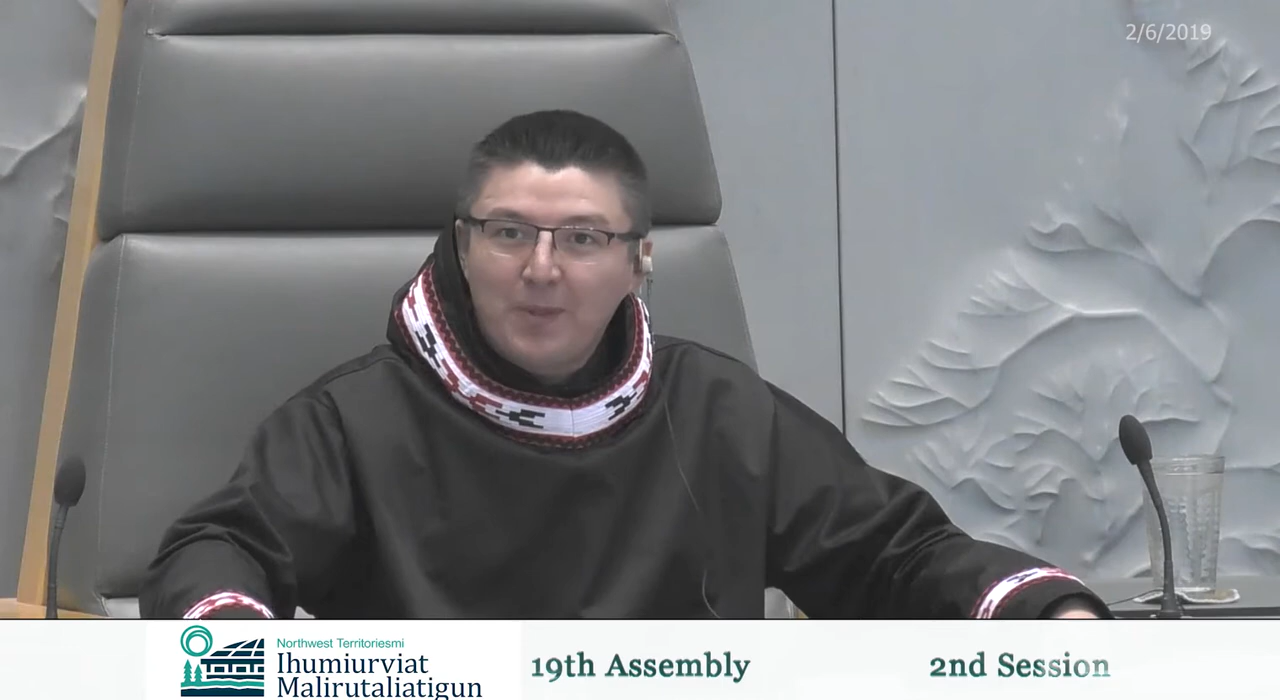 2/6/2019
Northwest Territoriesmi
Ihumiurviat
Malirutaliatigun
19th Assembly
2nd Session